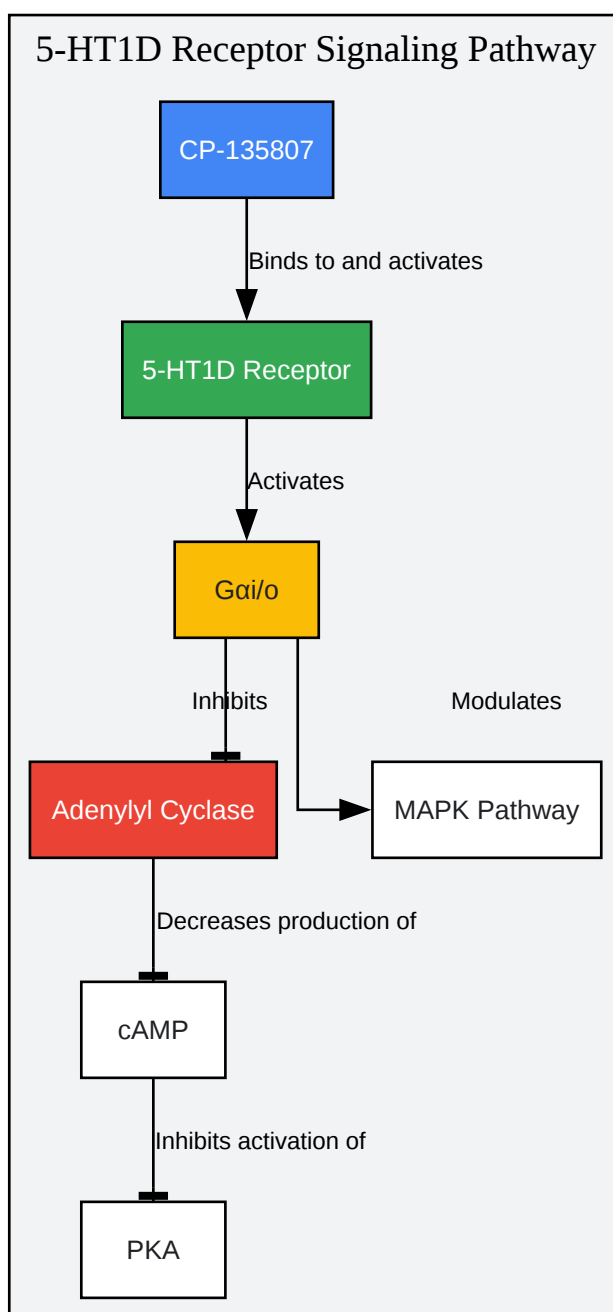 5-HT1D Receptor Signaling Pathway
CP-135807
Binds to and activates
5-HT1D Receptor
Activates
Gαi/o
Inhibits
Modulates
Adenylyl Cyclase
MAPK Pathway
Decreases production of
cAMP
Inhibits activation of
PKA